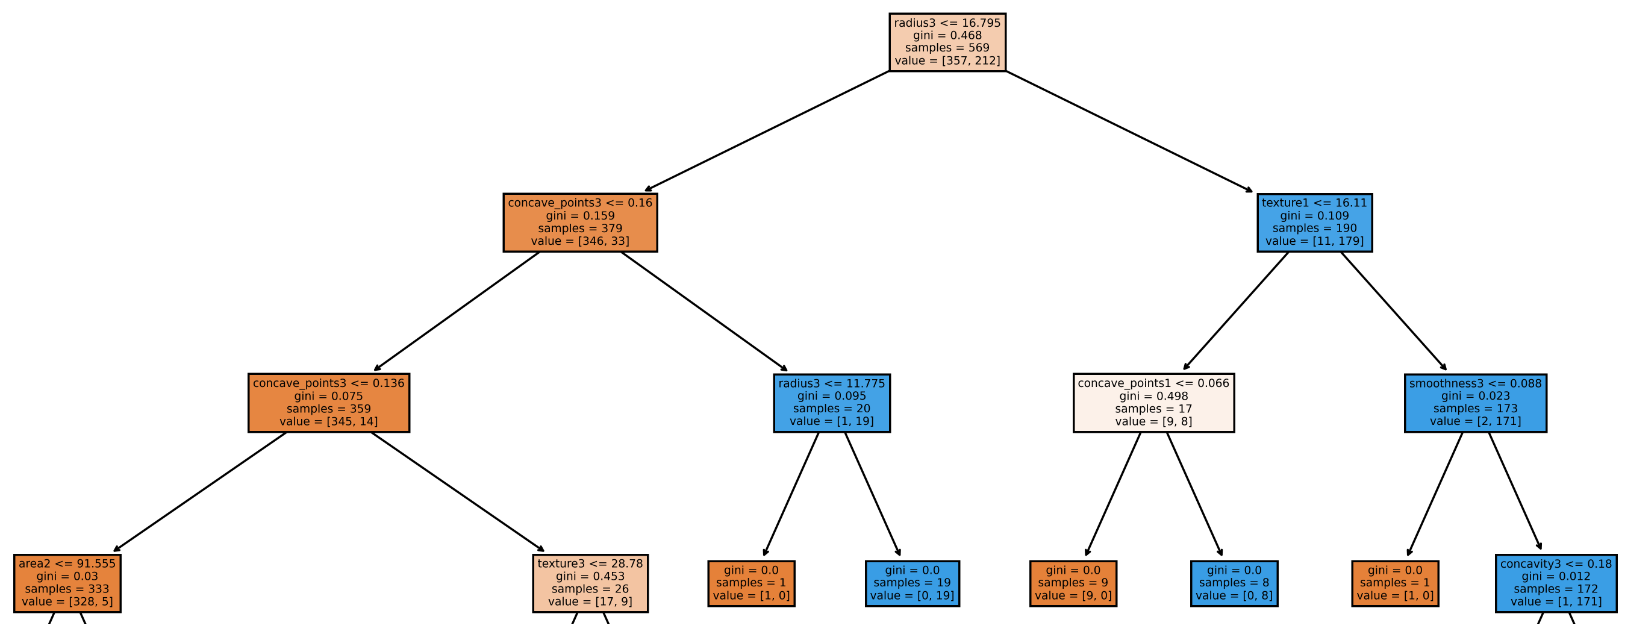 radius3 <= 16.795
gini = 0.468
samples = 569
value = [357, 212]
concave_points3 <= 0.16
gini = 0.159
samples = 379
value = [346, 33]
texture1 <= 16.11
gini = 0.109
samples = 190
value = [11, 179]
concave_points3 <= 0.136
gini = 0.075
samples = 359
value = [345, 14]
radius3 <= 11.775
gini = 0.095
samples = 20
value = [1, 19]
concave_points1 <= 0.066
gini = 0.498
samples = 17
value = [9, 8]
smoothness3 <= 0.088
gini = 0.023
samples = 173
value = [2, 171]
area2 <= 91.555
gini = 0.03
samples = 333
value = [328, 5]
texture3 <= 28.78
gini = 0.453
samples = 26
value = [17, 9]
gini = 0.0
samples = 1
value = [1, 0]
gini = 0.0
samples = 19
value = [0, 19]
gini = 0.0
samples = 9
value = [9, 0]
gini = 0.0
samples = 8
value = [0, 8]
gini = 0.0
samples = 1
value = [1, 0]
concavity3 <= 0.18
gini = 0.012
samples = 172
value = [1, 171]